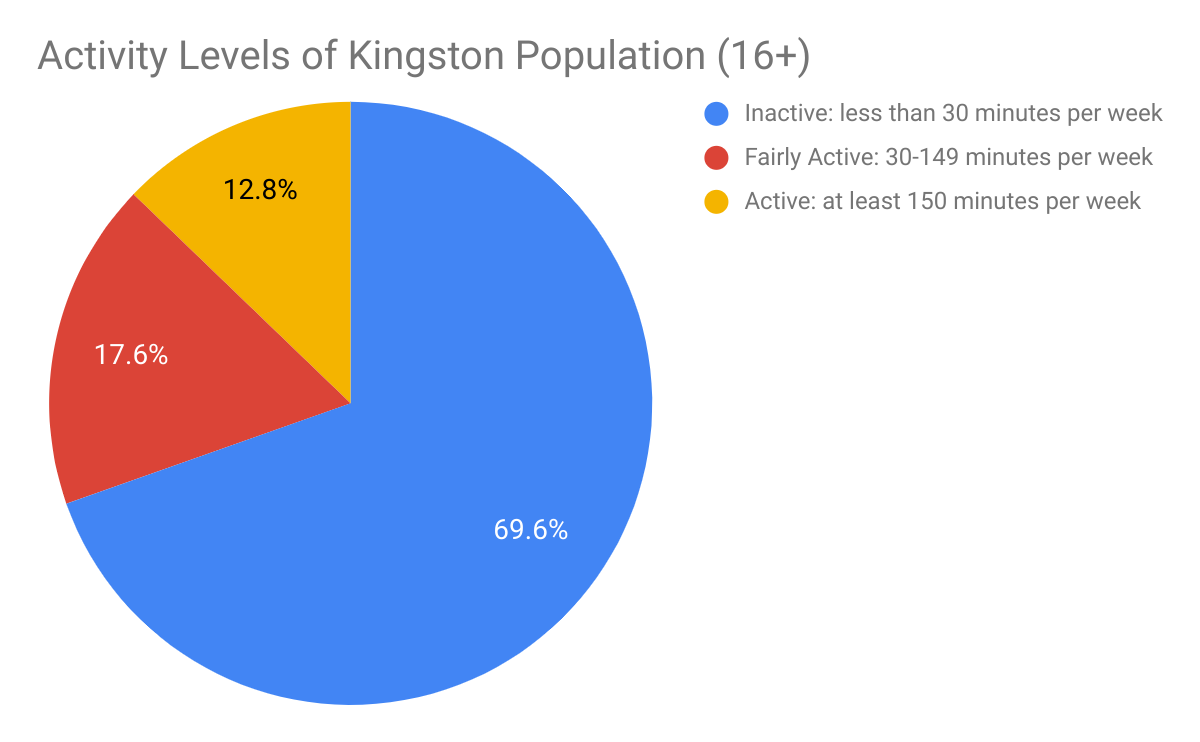 Activity Levels of Kingston Population (16+)
Inactive: less than 30 minutes per week
Fairly Active: 30-149 minutes per week
Active: at least 150 minutes per week
12.8%
17.6%
69.6%